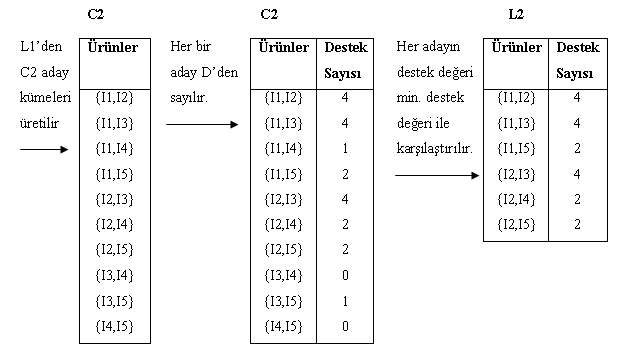 C2
C2
L2
L1’den
C2 aday
kümeleri
üretilir
Ürünler
{I1,I2}
{I1,I3}
{I1,I4}
{I1,I5}
{I2,I3}
{I2,I4}
{I2,I5}
{I3,I4}
{I3,I5}
{I4,I5}
Her bir
aday D’den
sayılır.
Ürünler Destek
Sayısı
{I1,I2} 4
{I1,I3} 4
{I1,I4} 1
{I1,I5} 2
{I2,I3} 4
{I2,I4} 2
{I2,I5} 2
{I3,I4} 0
{I3,I5} 1
{I4,I5} 0
Her adayın
destek değeri
min. destek
değeri ile
karşılaştırılır.
Ürünler Destek
Sayısı
{I1,I2} 4
{I1,I3} 4
{I1,I5} 2
{I2,I3} 4
{I2,I4} 2
{I2,I5} 2